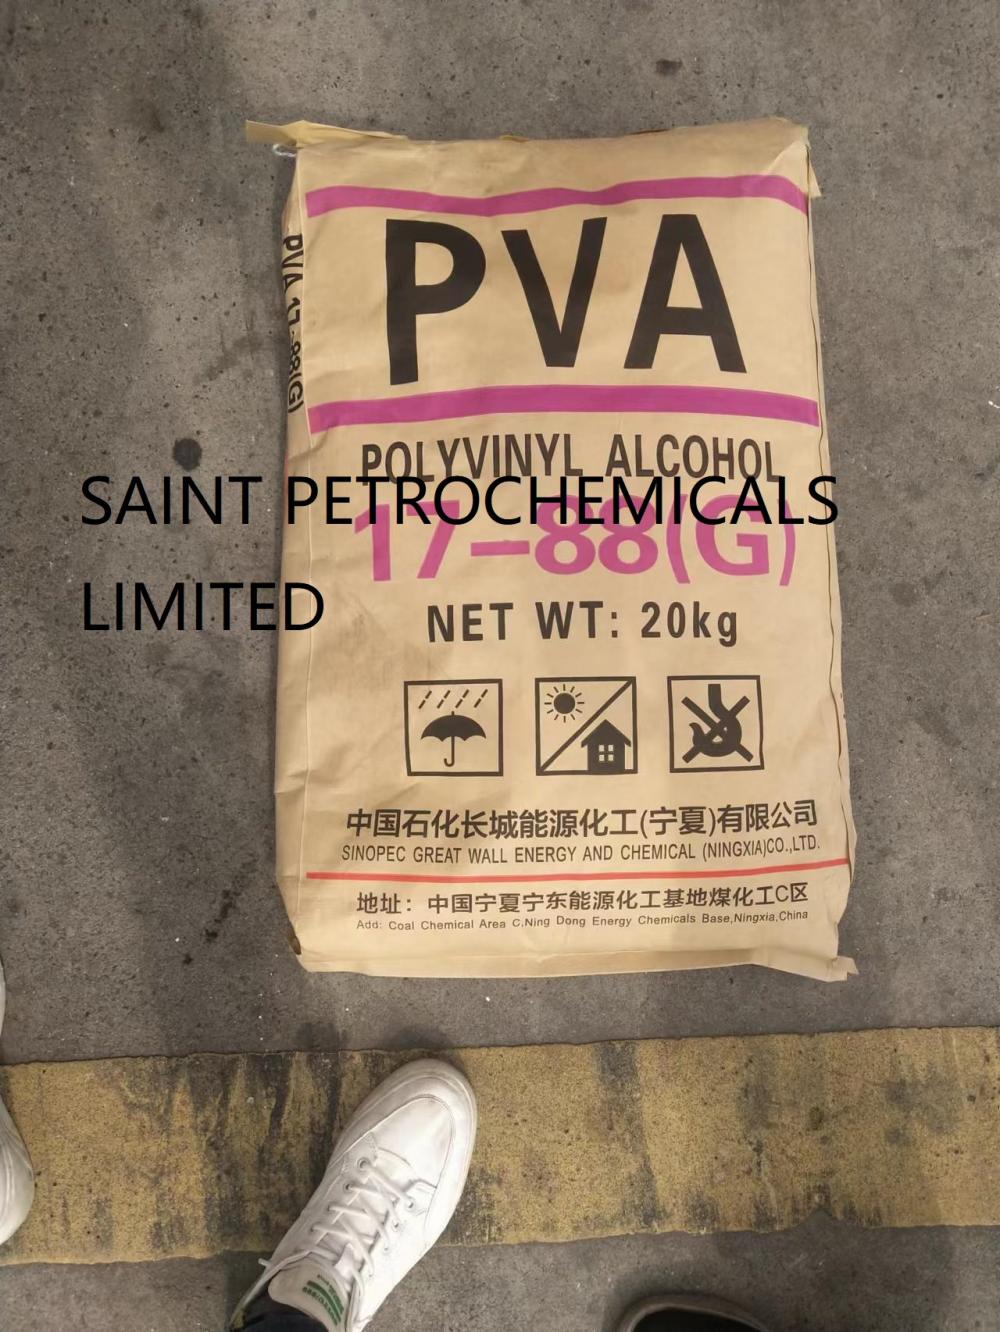 PVA
PVA 17-88(G)
POLYVINYL ALCOHOL
SAINT PETROCHEMICALS
17-88(G)
LIMITED
NET WT: 20kg
中国石化长城能源化工(宁夏)有限公司
SINOPEC GREAT WALL ENERGY AND CHEMICAL (NINGXIA)CO.,LTD.
地址：中国宁夏宁东能源化工基地煤化工C区
Add: Coal Chemical Area C,Ning Dong Energy Chemicals Base,Ningxia,China